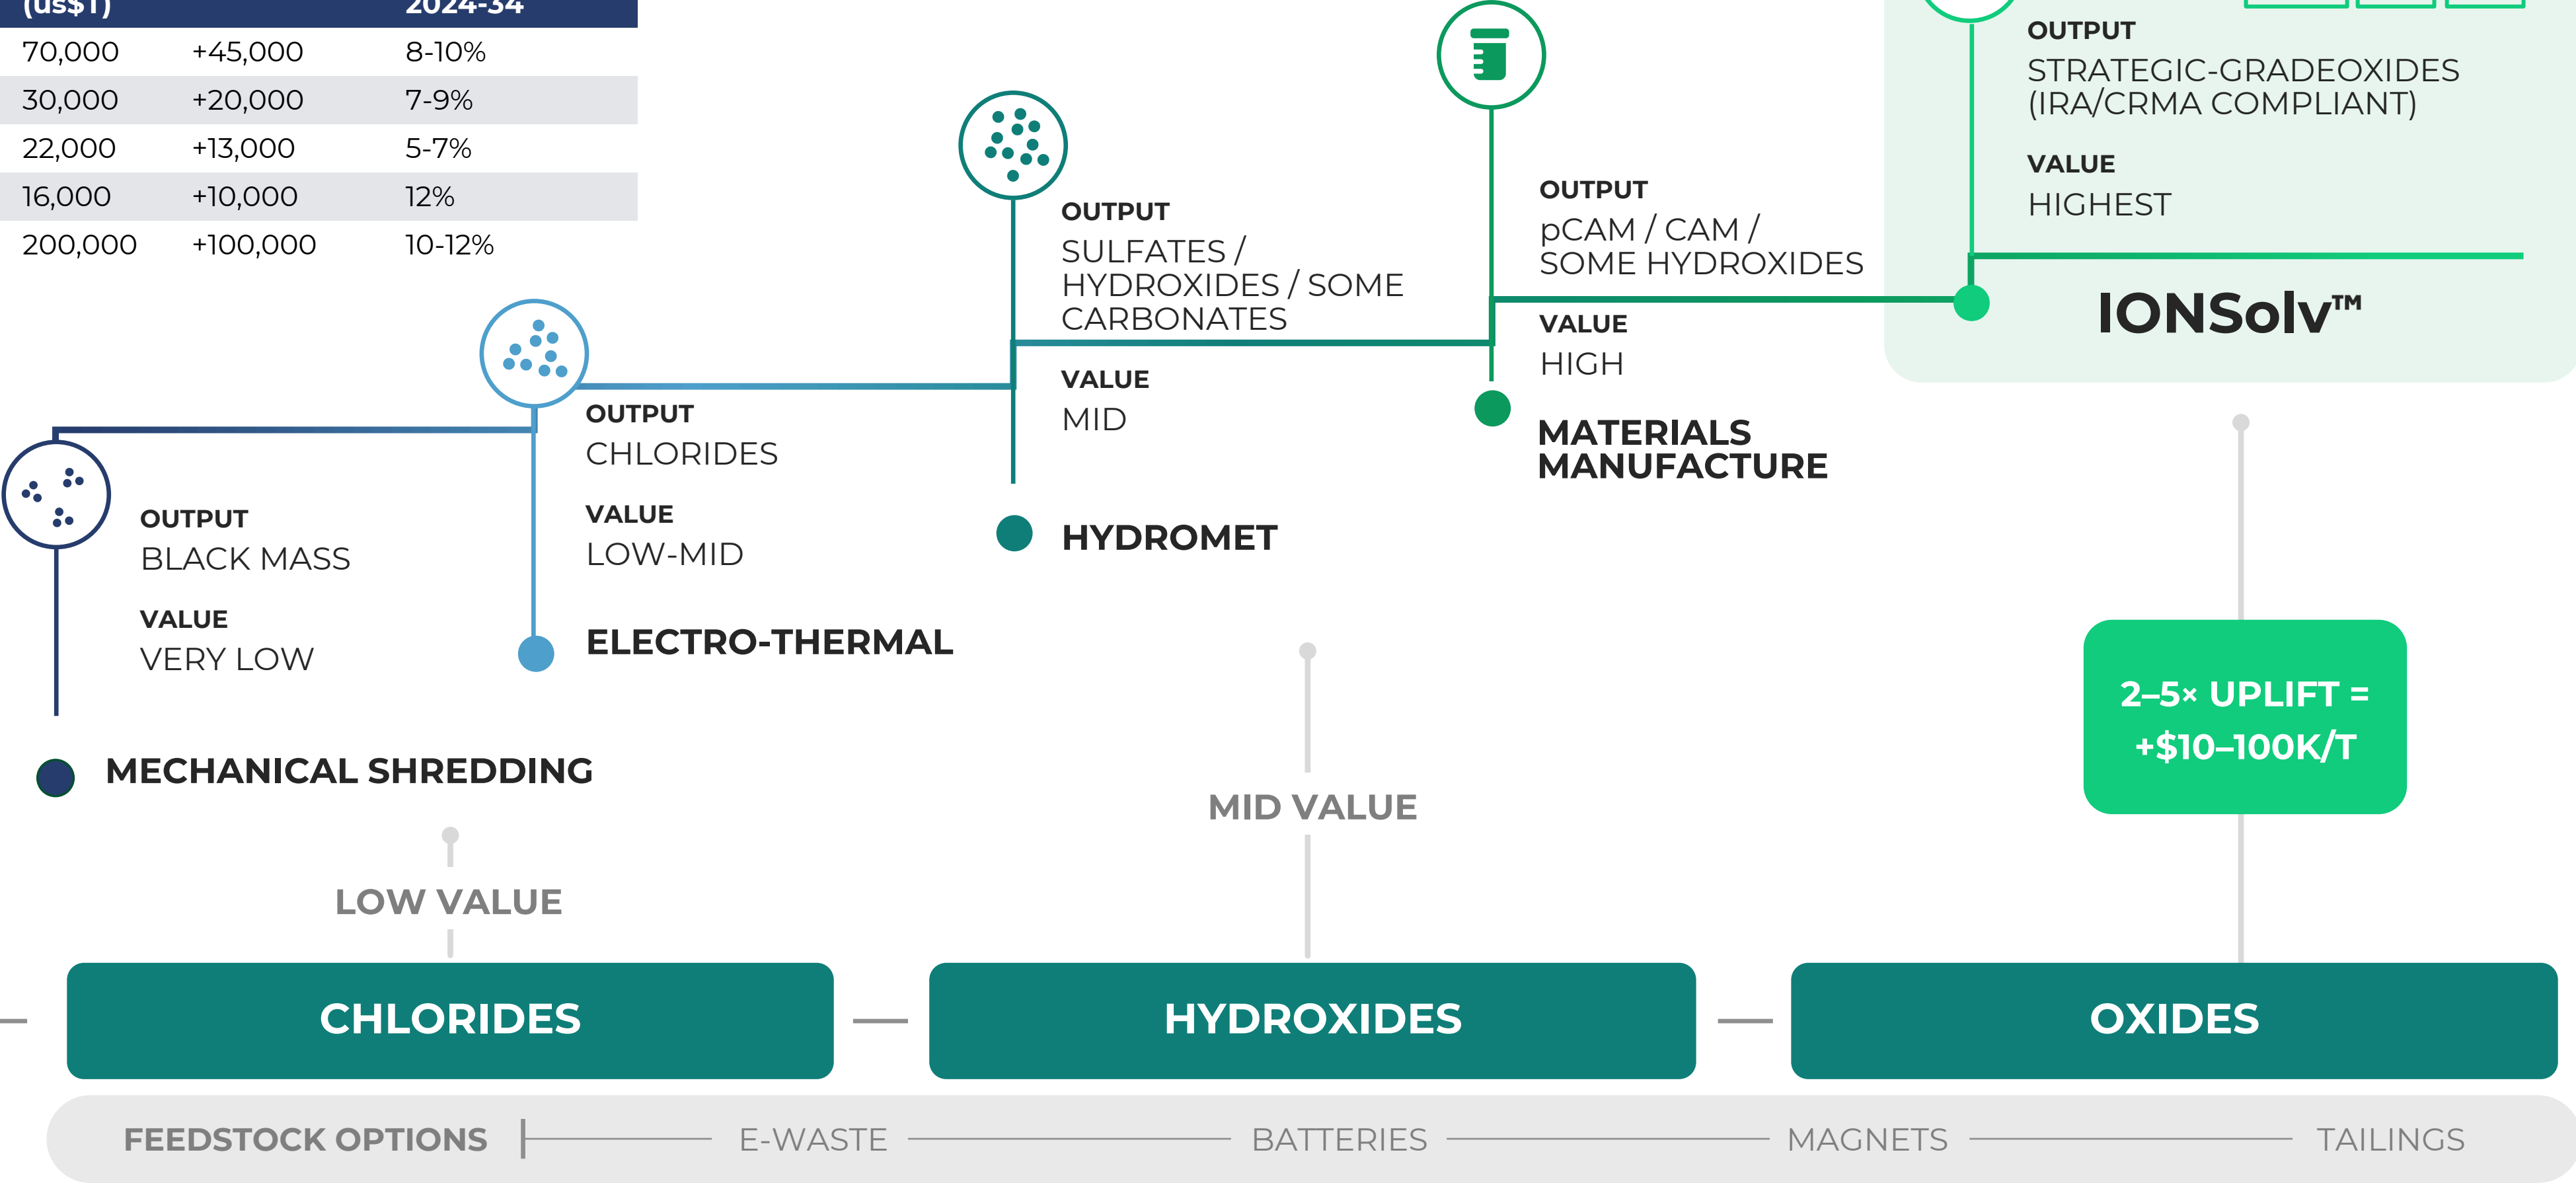 (US$T) 2024-34
70,000 +45,000 8-10%
30,000 +20,000 7-9%
22,000 +13,000 5-7%
16,000 +10,000 12%
200,000 +100,000 10-12%
OUTPUT
BLACK MASS
VALUE
VERY LOW
MECHANICAL SHREDDING
OUTPUT
CHLORIDES
VALUE
LOW-MID
ELECTRO-THERMAL
OUTPUT
SULFATES /
HYDROXIDES / SOME
CARBONATES
VALUE
MID
HYDROMET
OUTPUT
pCAM / CAM /
SOME HYDROXIDES
VALUE
HIGH
MATERIALS
MANUFACTURE
OUTPUT
STRATEGIC-GRADEOXIDES
(IRA/CRMA COMPLIANT)
VALUE
HIGHEST
IONSolv™
LOW VALUE
MID VALUE
2–5× UPLIFT =
+$10–100K/T
CHLORIDES
HYDROXIDES
OXIDES
FEEDSTOCK OPTIONS E-WASTE BATTERIES MAGNETS TAILINGS